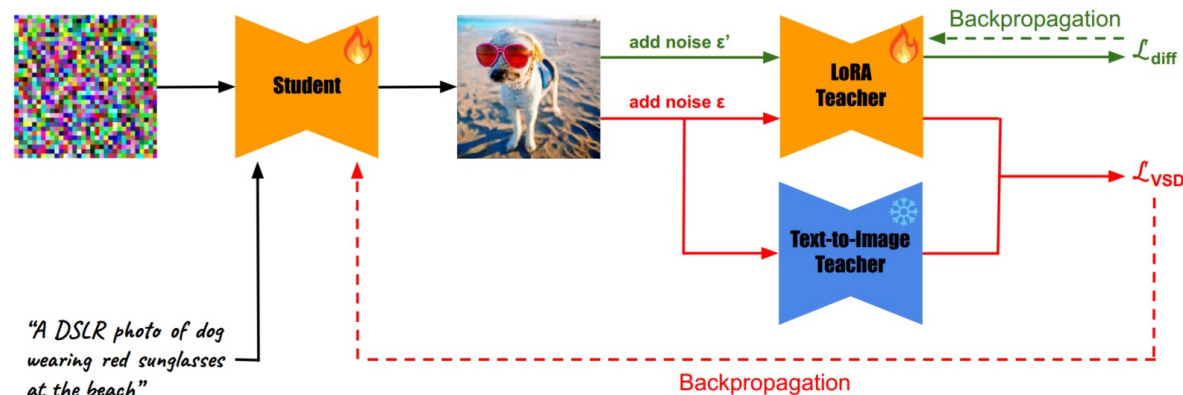 Backpropagation
add noise ε’
ℒdiff
LoRA
Teacher
Student
add noise ε
ℒVSD
Text-to-Image
Teacher
“A DSLR photo of dog
wearing red sunglasses
at the beach”
Backpropagation